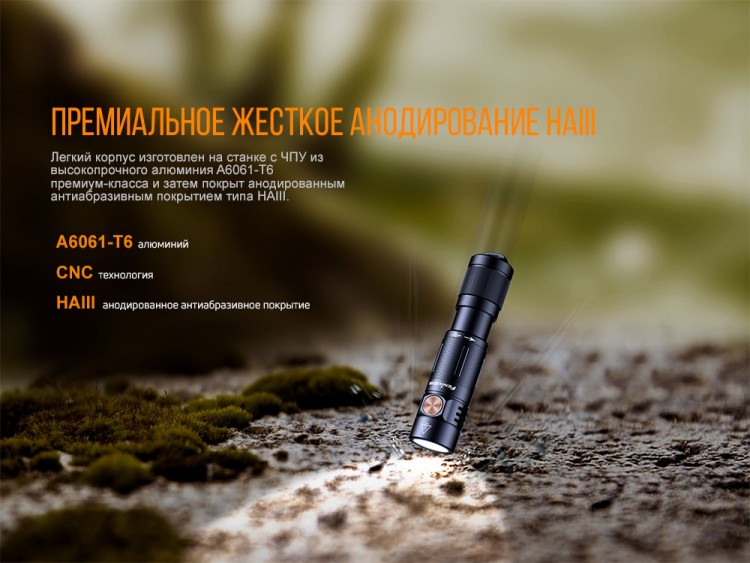 ПРЕМИАЛЬНОЕ ЖЕСТКОЕ АНОДИРОВАНИЕ HAIII
Легкий корпус изготовлен на станке с ЧПУ из
высокопрочного алюминия A6061-T6
премиум-класса и затем покрыт анодированным
антиабразивным покрытием типа HAIII.
A6061-T6 алюминий
CNC технология
HAIII анодированное антиабразивное покрытие
Fenix